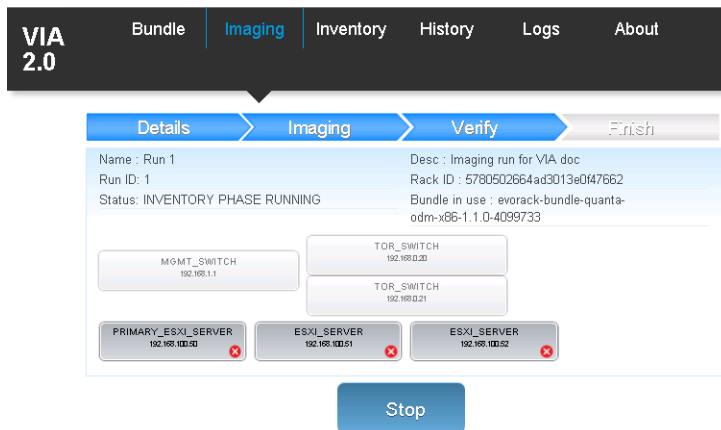 VIA 2.0
Bundle Imaging Inventory History Logs About
Details Imaging Verify Finish
Name : Run 1
Run ID: 1
Status: INVENTORY PHASE RUNNING
Desc : Imaging run for VIA doc
Rack ID : 5780502664ad3013e0f47662
Bundle in use : evorack-bundle-quanta-
odm-x86-1.1.0-4099733
MGMT_SWITCH
192.168.1.1
TOR_SWITCH
192.168.0.20
TOR_SWITCH
192.168.0.21
PRIMARY_ESXI_SERVER
192.168.100.50
ESXI_SERVER
192.168.100.51
ESXI_SERVER
192.168.100.52
Stop